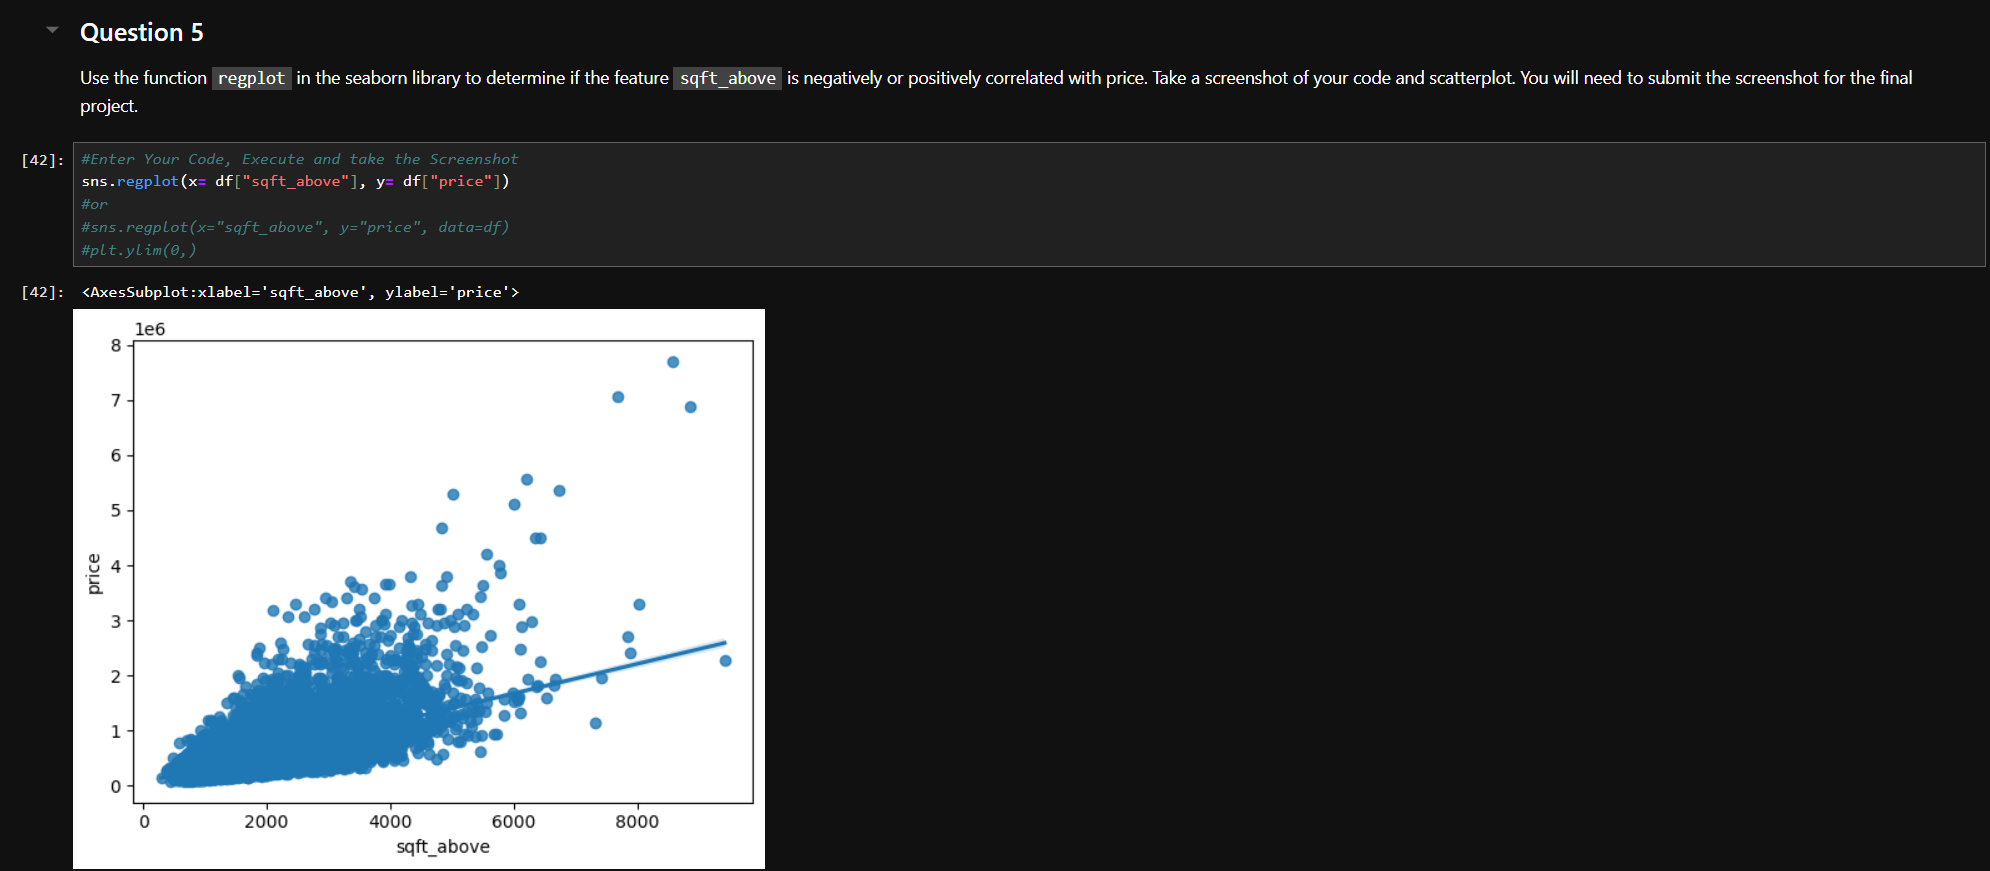 Question 5
Use the function regplot in the seaborn library to determine if the feature sqft_above is negatively or positively correlated with price. Take a screenshot of your code and scatterplot. You will need to submit the screenshot for the final
project.
[42]: #Enter Your Code, Execute and take the Screenshot
sns.regplot(x= df["sqft_above"], y= df["price"])
#or
#sns.regplot(x="sqft_above", y="price", data=df)
#plt.ylim(0,)
[42]: <AxesSubplot:xlabel='sqft_above', ylabel='price'>
1e6
8
7
6
5
4
3
2
1
0
price
0 2000 4000 6000 8000
sqft_above